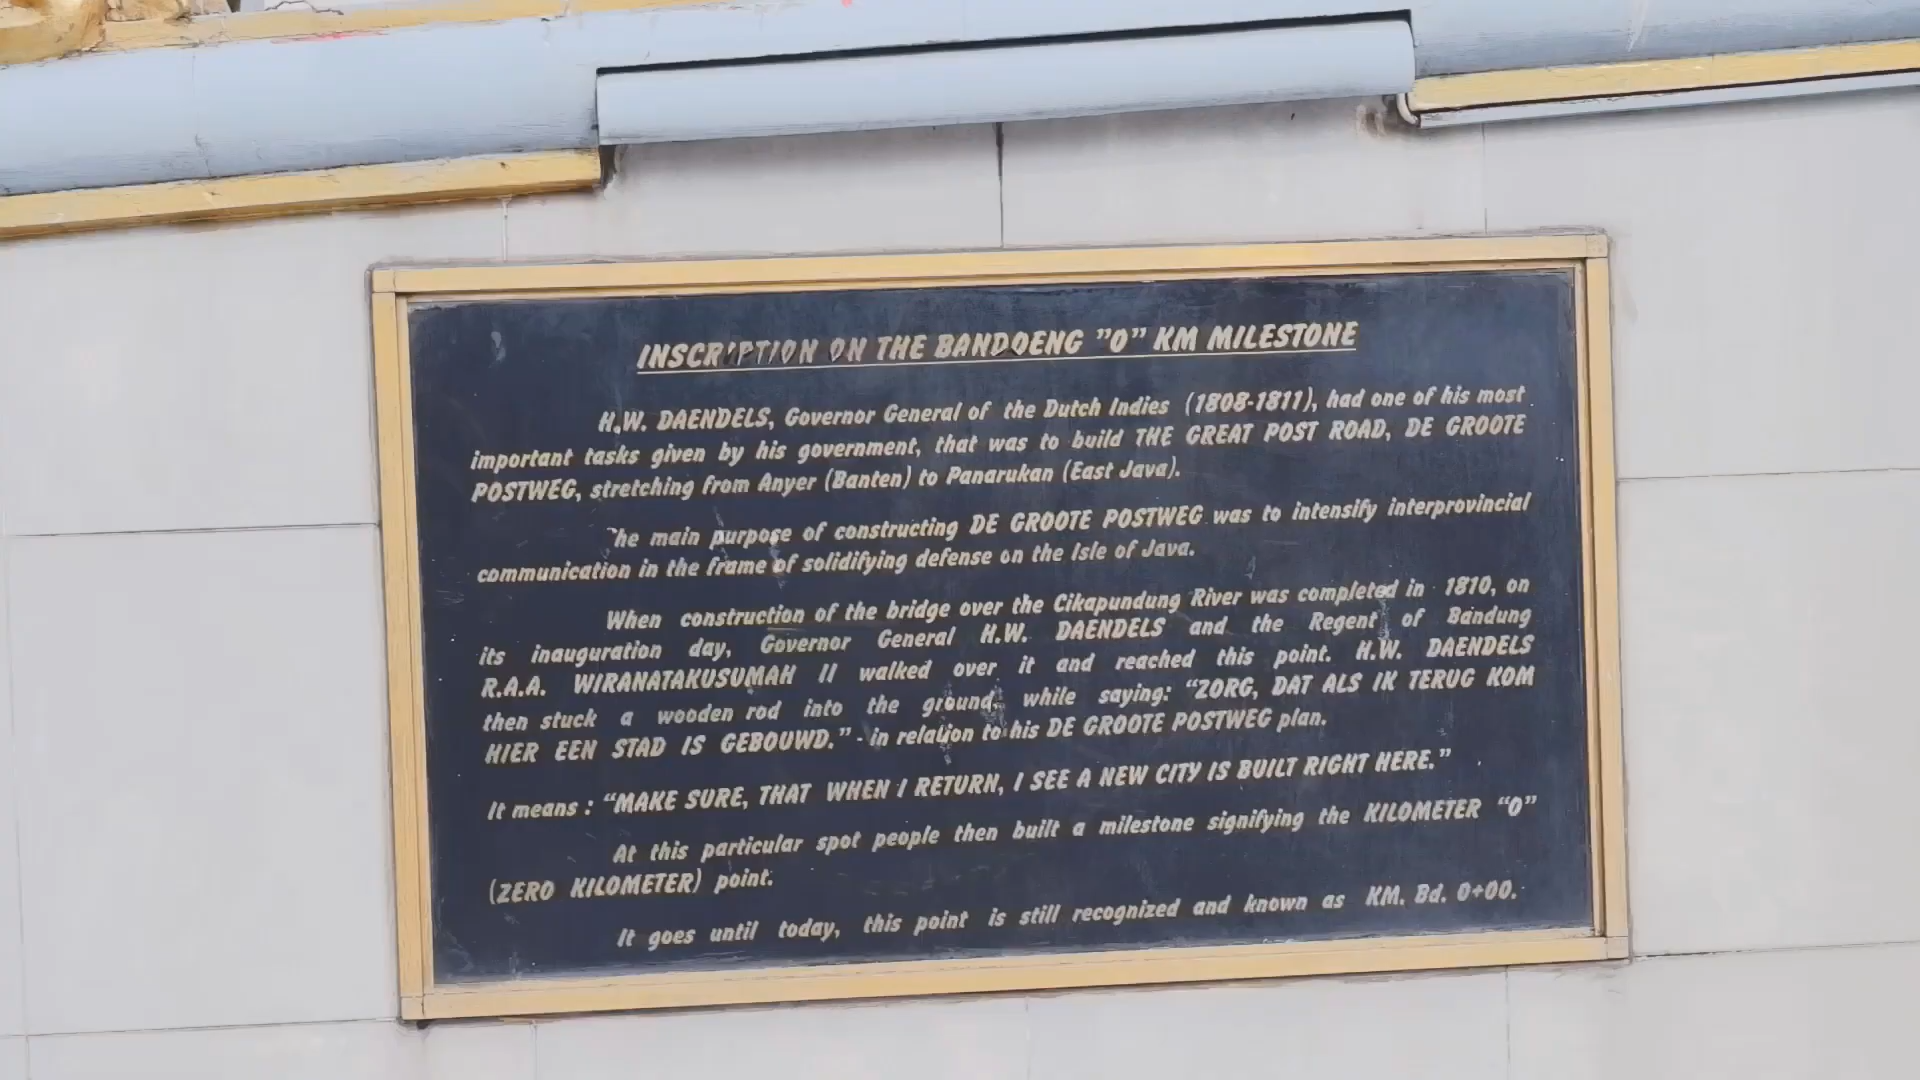 INSCRIPTION ON THE BANDOENG "0" KM MILESTONE
H.W. DAENDELS, Governor General of the Dutch Indies (1808-1811), had one of his most
important tasks given by his government, that was to build THE GREAT POST ROAD, DE GROOTE
POSTWEG, stretching from Anyer (Banten) to Panarukan (East Java).
The main purpose of constructing DE GROOTE POSTWEG was to intensify interprovincial
communication in the frame of solidifying defense on the Isle of Java.
When construction of the bridge over the Cikapundung River was completed in 1810, on
its inauguration day, Governor General H.W. DAENDELS and the Regent of Bandung
R.A.A. WIRANATAKUSUMAH II walked over it and reached this point. H.W. DAENDELS
then stuck a wooden rod into the ground, while saying: "ZORG, DAT ALS IK TERUG KOM
HIER EEN STAD IS GEBOUWD." - in relation to his DE GROOTE POSTWEG plan.
It means : "MAKE SURE, THAT WHEN I RETURN, I SEE A NEW CITY IS BUILT RIGHT HERE."
At this particular spot people then built a milestone signifying the KILOMETER "0"
(ZERO KILOMETER) point.
It goes until today, this point is still recognized and known as KM. Bd. 0+00.